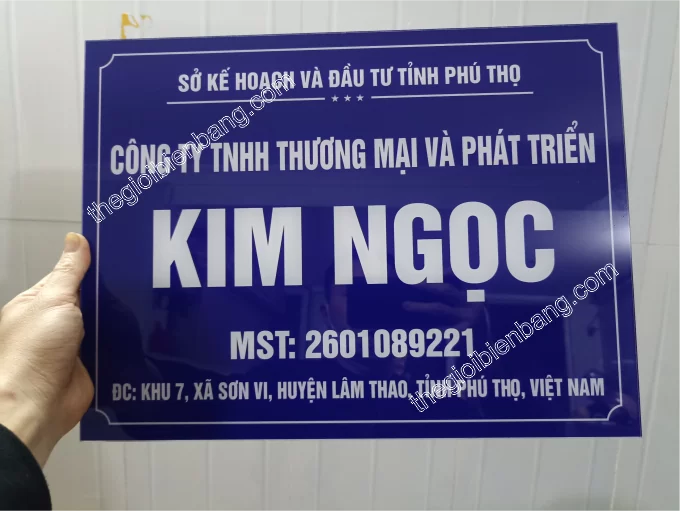 SỞ KẾ HOẠCH VÀ ĐẦU TƯ TỈNH PHÚ THỌ
CÔNG TY TNHH THƯƠNG MẠI VÀ PHÁT TRIỂN
KIM NGỌC
MST: 2601089221
ĐC: KHU 7, XÃ SƠN VI, HUYỆN LÂM THAO, TỈNH PHÚ THỌ, VIỆT NAM
thegioibienbang.com
thegioibienbang.com